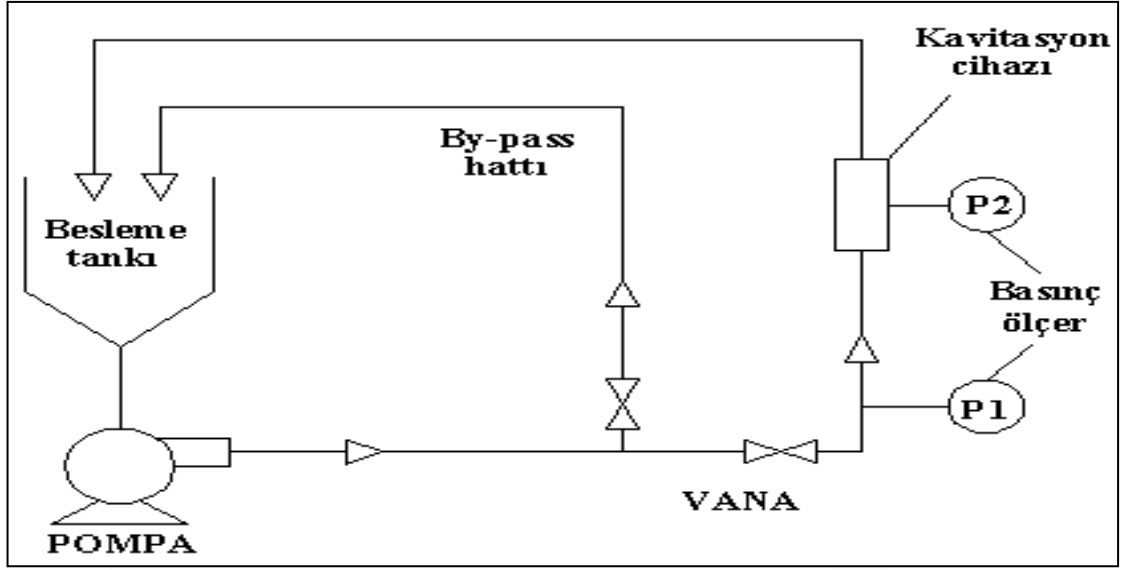 Kavitasyon
cihazı
By-pass
hattı
P2
Besleme
tankı
Basınç
ölçer
P1
VANA
POMPA